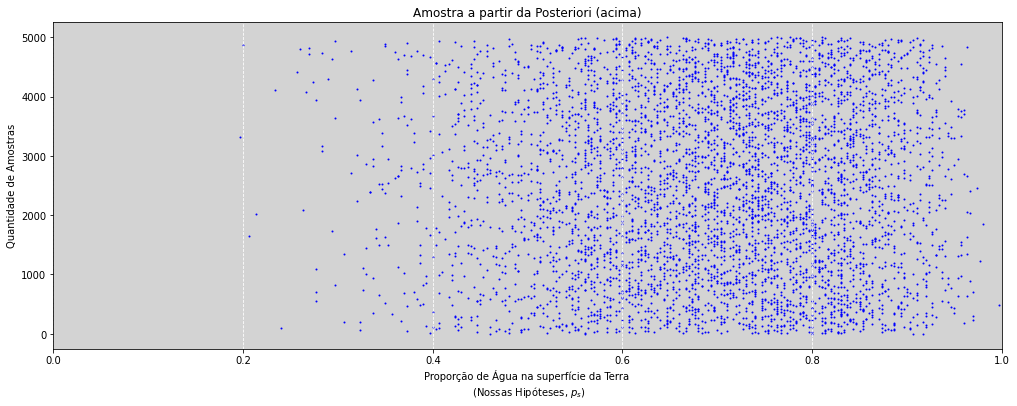 Amostra a partir da Posteriori (acima)
5000
4000
3000
2000
1000
0
Quantidade de Amostras
0.0 0.2 0.4 0.6 0.8 1.0
Proporção de Água na superfície da Terra
(Nossas Hipóteses, pₛ)